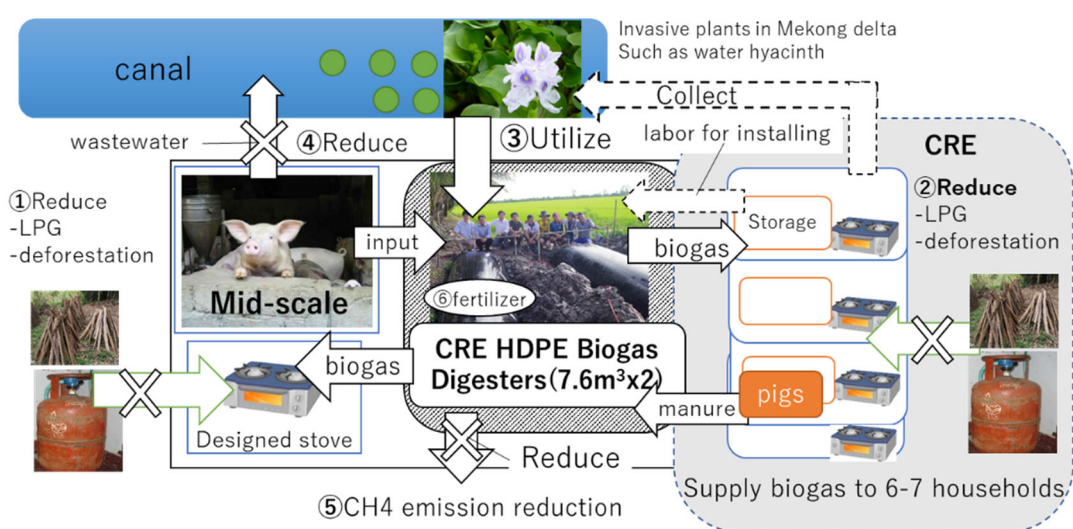 Invasive plants in Mekong delta
Such as water hyacinth
canal
Collect
wastewater
④Reduce
③Utilize
labor for installing
CRE
①Reduce
-LPG
-deforestation
②Reduce
-LPG
-deforestation
input
Storage
biogas
Mid-scale
⑥fertilizer
CRE HDPE Biogas
Digesters(7.6m³x2)
biogas
pigs
manure
Designed stove
Reduce
Supply biogas to 6-7 households
⑤CH4 emission reduction